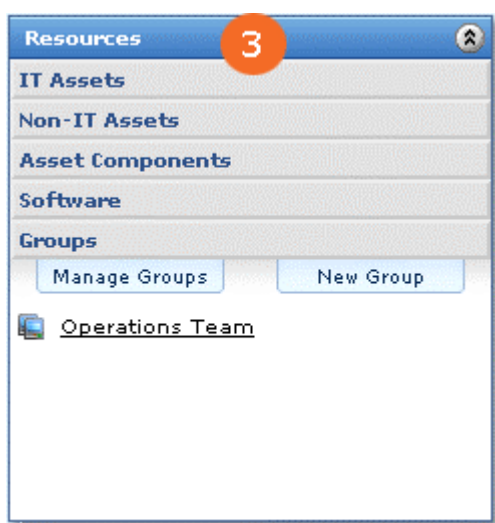 Resources 3
IT Assets
Non-IT Assets
Asset Components
Software
Groups
Manage Groups New Group
Operations Team